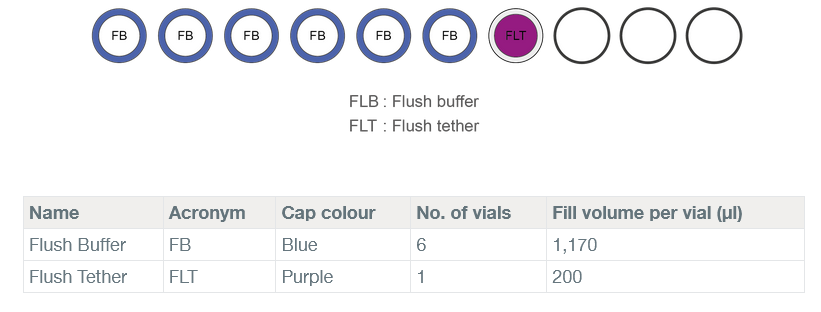 FB FB FB FB FB FB FLT
FLB : Flush buffer
FLT : Flush tether
Name Acronym Cap colour No. of vials Fill volume per vial (µl)
Flush Buffer FB Blue 6 1,170
Flush Tether FLT Purple 1 200